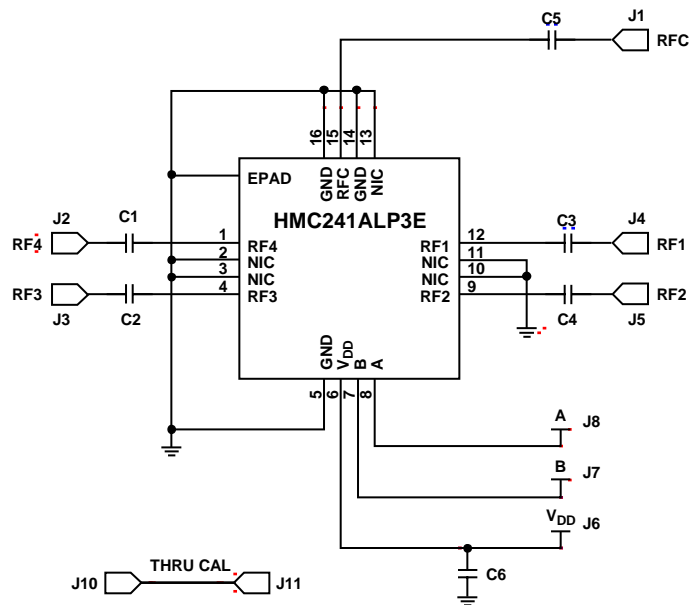 C5
J1
RFC
16
15
14
13
GND
RFC
GND
NIC
EPAD
HMC241ALP3E
J2
C1
RF4
1
RF4
2
NIC
3
NIC
4
RF3
RF3
J3
C2
RF1
12
NIC
11
NIC
10
RF2
9
C3
J4
RF1
RF2
C4
J5
GND
VDD
B
A
5
6
7
8
A
J8
B
J7
VDD
J6
C6
THRU CAL
J10
J11